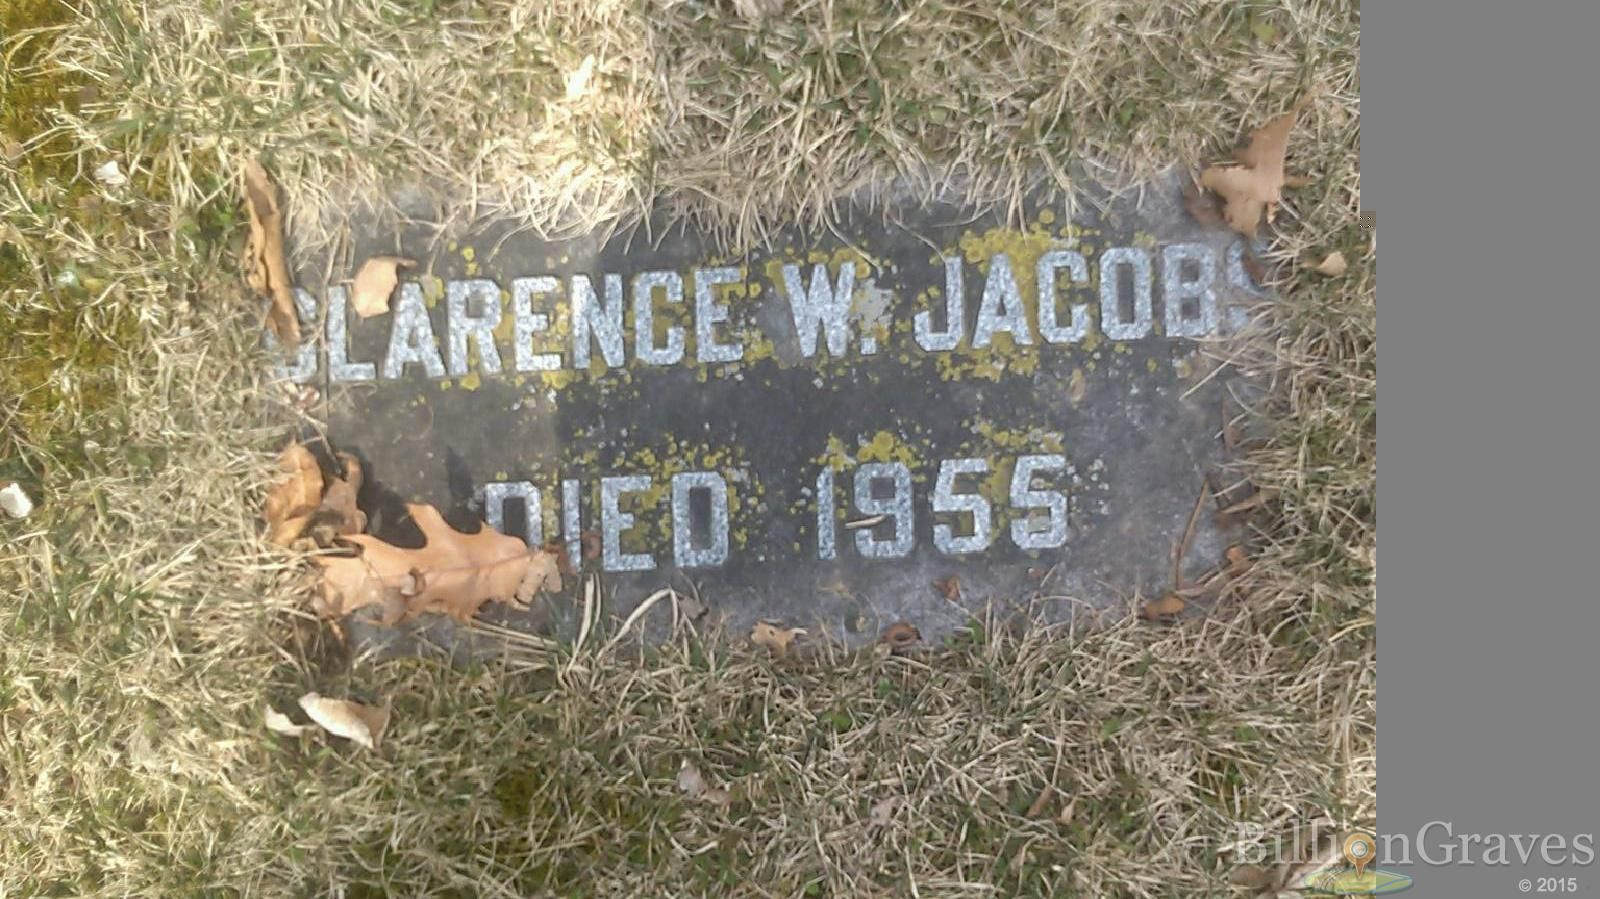 CLARENCE W. JACOBS
DIED 1955
BillionGraves
© 2015